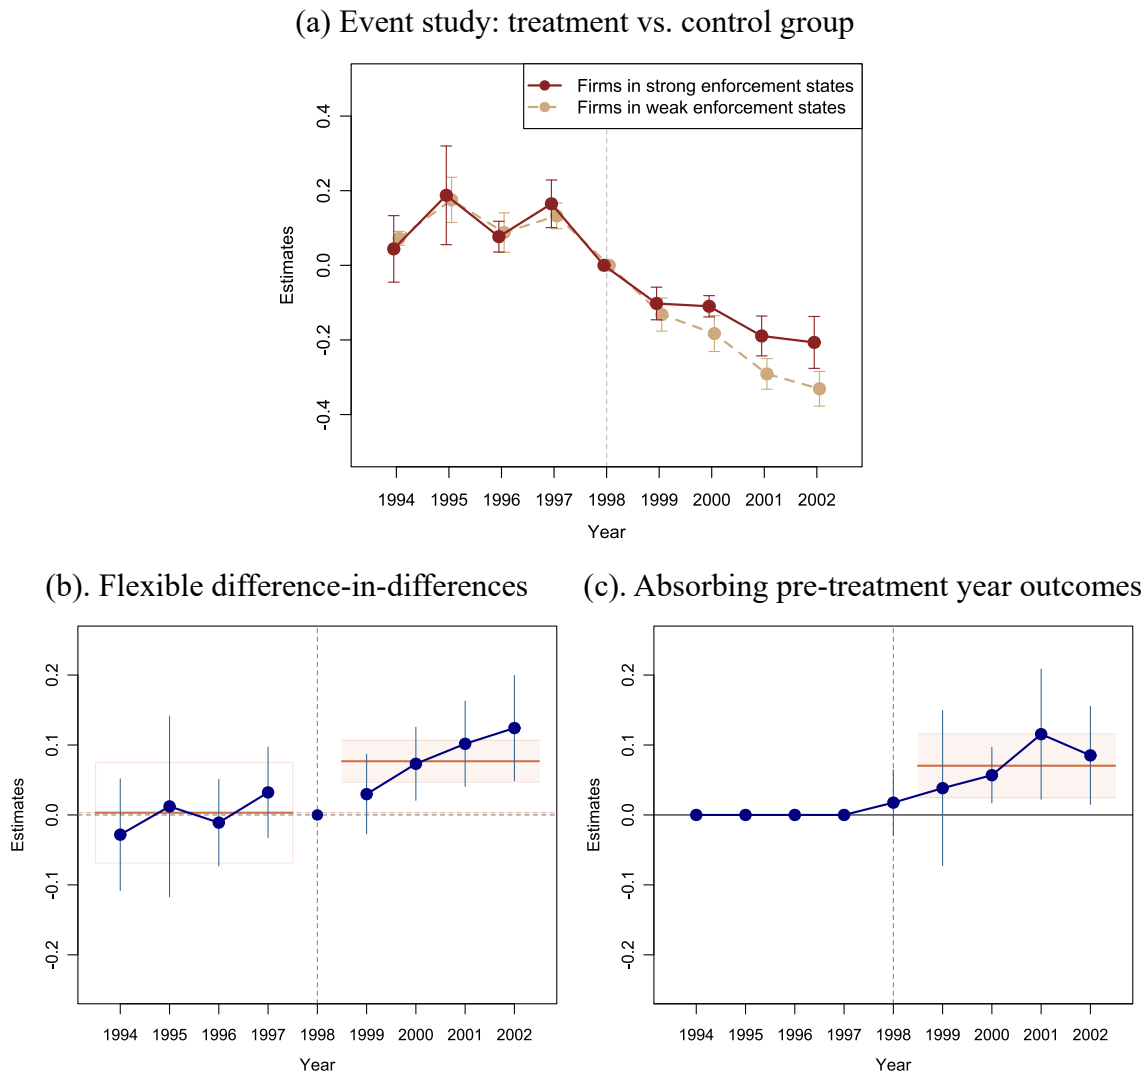 (a) Event study: treatment vs. control group
Firms in strong enforcement states
Firms in weak enforcement states
0.4
0.2
0.0
-0.2
-0.4
Estimates
1994 1995 1996 1997 1998 1999 2000 2001 2002
Year
(b). Flexible difference-in-differences
0.2
0.1
0.0
-0.1
-0.2
Estimates
1994 1995 1996 1997 1998 1999 2000 2001 2002
Year
(c). Absorbing pre-treatment year outcomes
0.2
0.1
0.0
-0.1
-0.2
Estimates
1994 1995 1996 1997 1998 1999 2000 2001 2002
Year